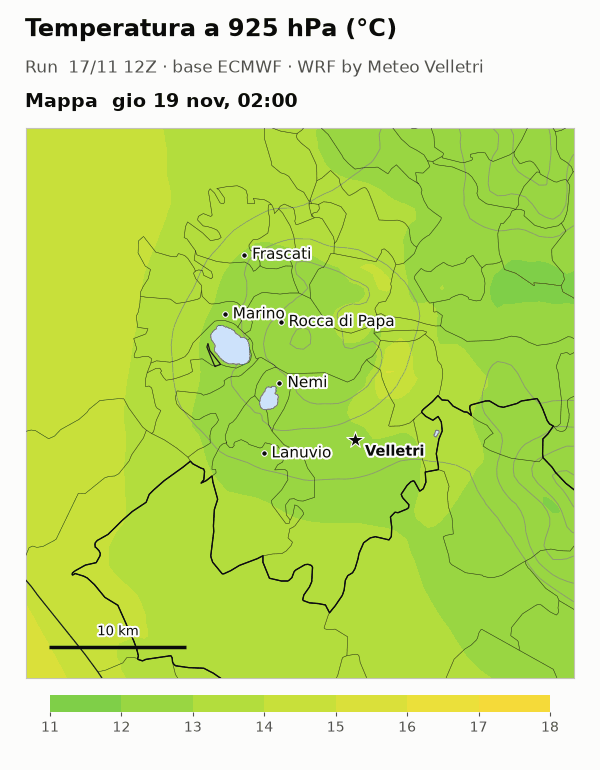 Temperatura a 925 hPa (°C)
Run  17/11 12Z · base ECMWF · WRF by Meteo Velletri
Mappa  gio 19 nov, 02:00
Frascati
Marino
Rocca di Papa
Nemi
Velletri
Lanuvio
10 km
11 12 13 14 15 16 17 18